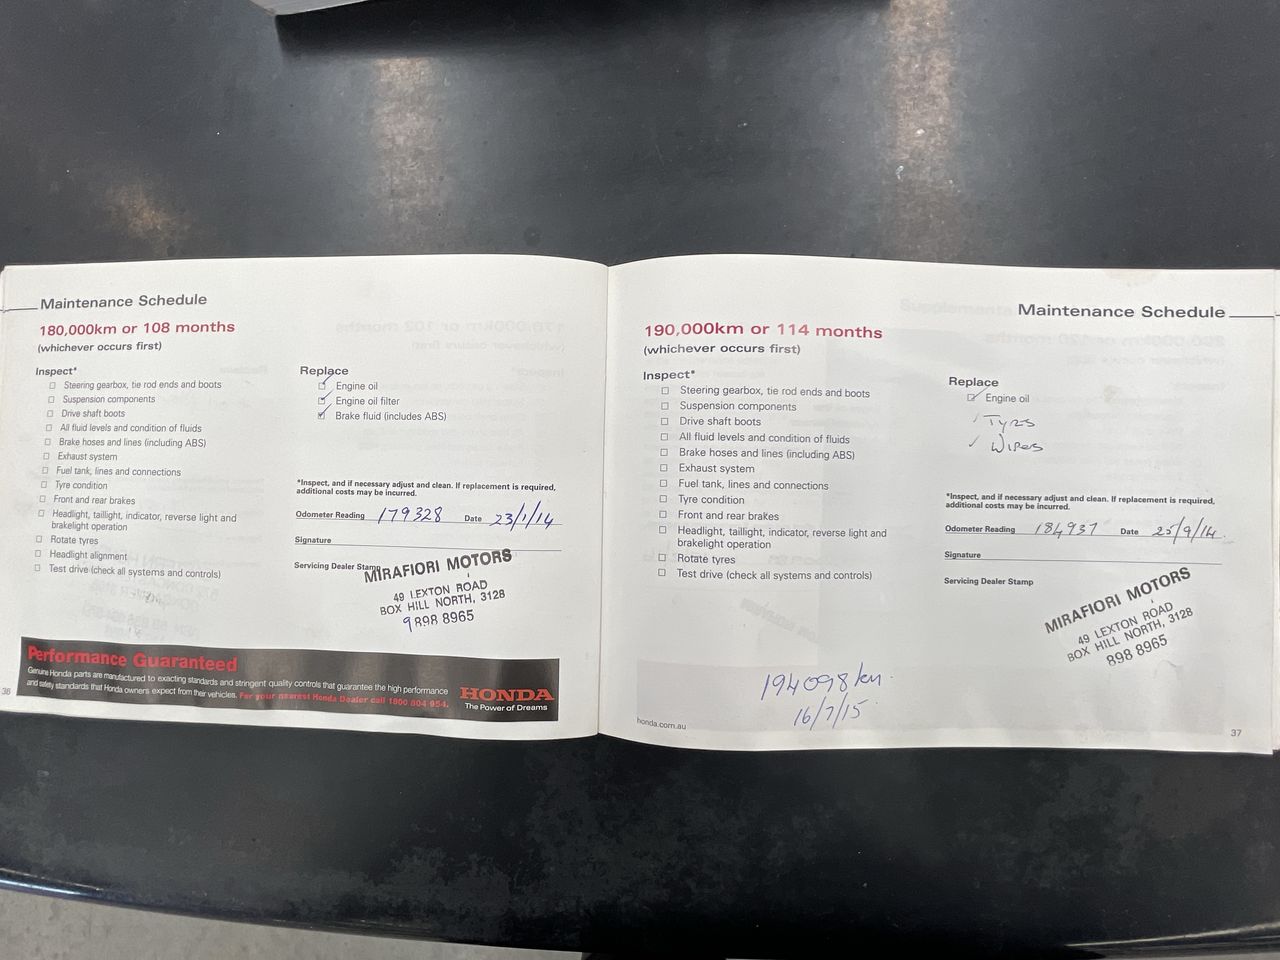 Maintenance Schedule
180,000km or 108 months
(whichever occurs first)
Inspect*
Steering gearbox, tie rod ends and boots
Suspension components
Drive shaft boots
All fluid levels and condition of fluids
Brake hoses and lines (including ABS)
Exhaust system
Fuel tank, lines and connections
Tyre condition
Front and rear brakes
Headlight, taillight, indicator, reverse light and
brakelight operation
Rotate tyres
Headlight alignment
Test drive (check all systems and controls)
Replace
Engine oil
Engine oil filter
Brake fluid (includes ABS)
*Inspect, and if necessary adjust and clean. If replacement is required,
additional costs may be incurred.
Odometer Reading 179328 Date 23/1/14
Signature
Servicing Dealer Stamp
MIRAFIORI MOTORS
49 LEXTON ROAD
BOX HILL NORTH, 3128
9898 8965
Performance Guaranteed
Genuine Honda parts are manufactured to exacting standards and stringent quality controls that guarantee the high performance
and safety standards that Honda owners expect from their vehicles. For your nearest Honda Dealer call 1800 804 954.
HONDA
The Power of Dreams
36
Maintenance Schedule
190,000km or 114 months
(whichever occurs first)
Inspect*
Steering gearbox, tie rod ends and boots
Suspension components
Drive shaft boots
All fluid levels and condition of fluids
Brake hoses and lines (including ABS)
Exhaust system
Fuel tank, lines and connections
Tyre condition
Front and rear brakes
Headlight, taillight, indicator, reverse light and
brakelight operation
Rotate tyres
Test drive (check all systems and controls)
Replace
Engine oil
Tyrs
Wipers
*Inspect, and if necessary adjust and clean. If replacement is required,
additional costs may be incurred.
Odometer Reading 184937 Date 25/9/14.
Signature
Servicing Dealer Stamp
MIRAFIORI MOTORS
49 LEXTON ROAD
BOX HILL NORTH, 3128
898 8965
194098km
16/7/15
honda.com.au
37